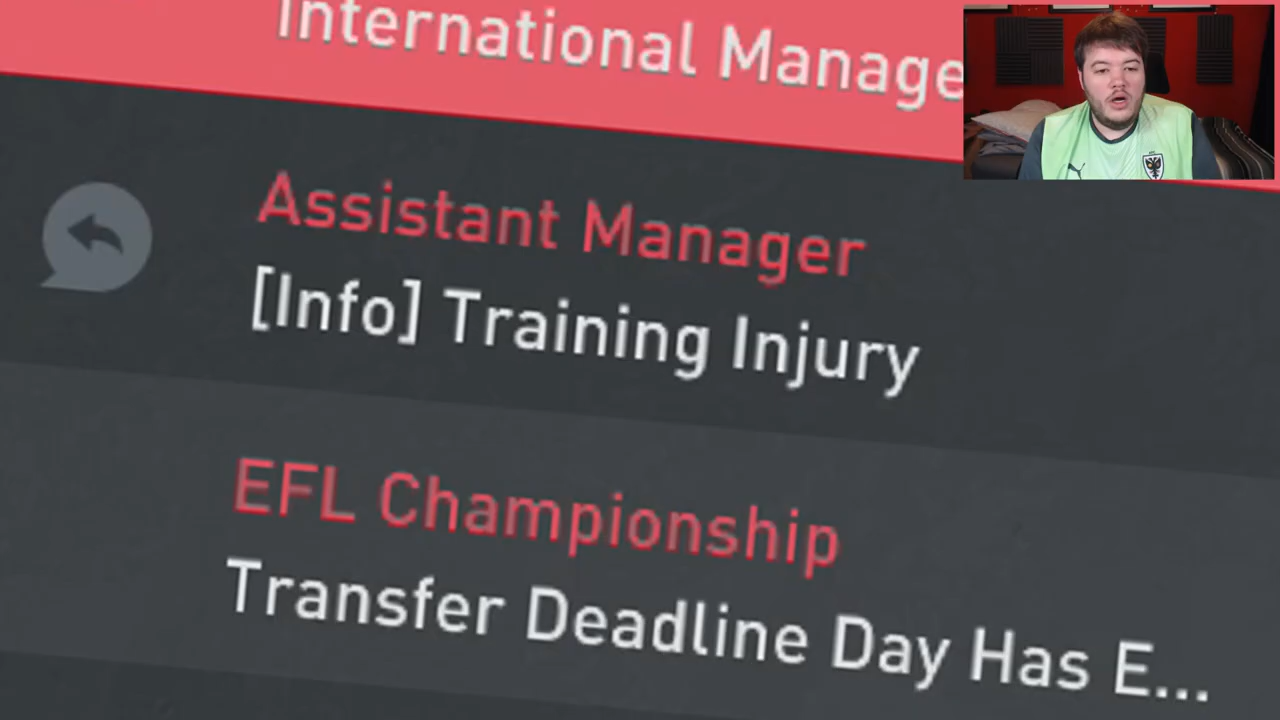 International Manage
Assistant Manager
[Info] Training Injury
EFL Championship
Transfer Deadline Day Has E...